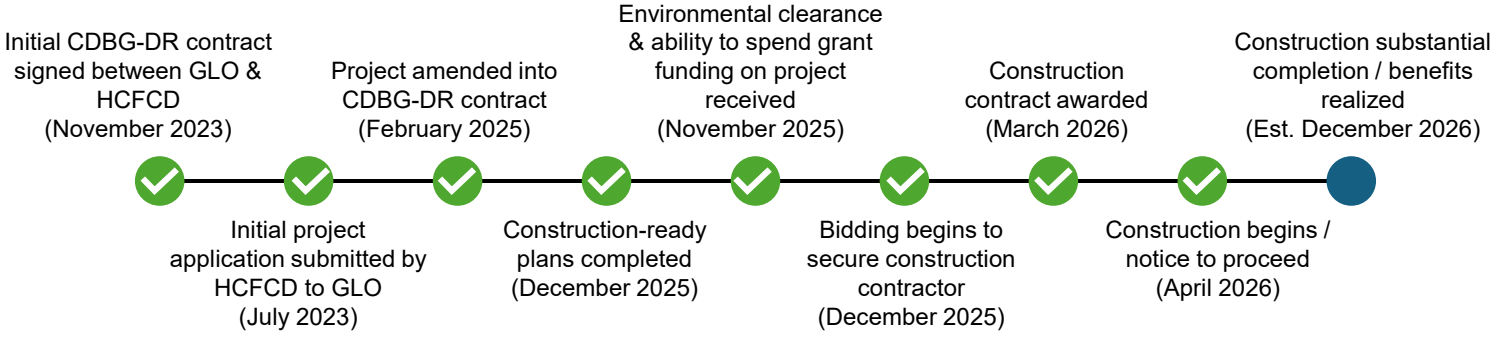 Initial CDBG-DR contract
signed between GLO &
HCFCD
(November 2023)
Initial project
application submitted by
HCFCD to GLO
(July 2023)
Project amended into
CDBG-DR contract
(February 2025)
Construction-ready
plans completed
(December 2025)
Environmental clearance
& ability to spend grant
funding on project
received
(November 2025)
Bidding begins to
secure construction
contractor
(December 2025)
Construction
contract awarded
(March 2026)
Construction begins /
notice to proceed
(April 2026)
Construction substantial
completion / benefits
realized
(Est. December 2026)